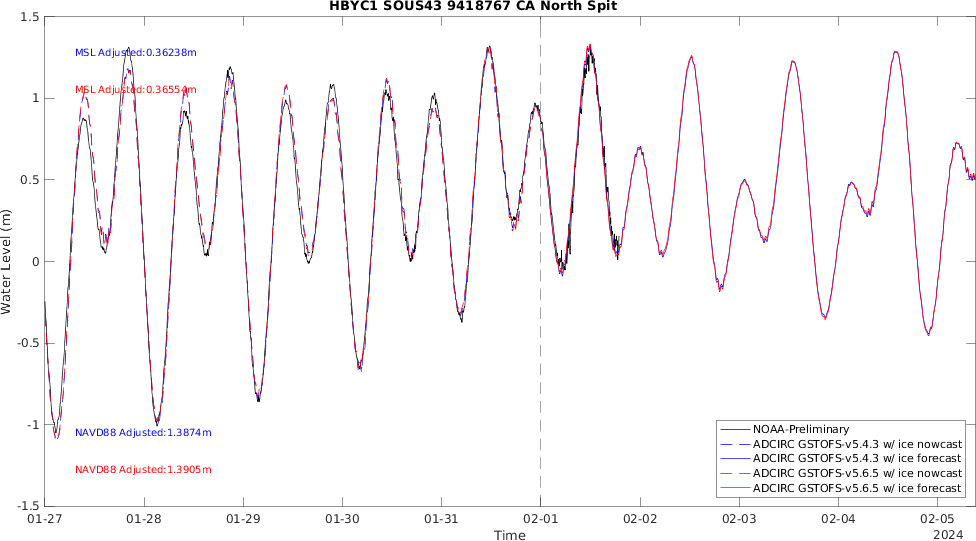 HBYC1 SOUS43 9418767 CA North Spit
1.5
MSL Adjusted:0.36238m
1
MSL Adjusted:0.36554m
0.5
Water Level (m)
0
-0.5
-1
NAVD88 Adjusted:1.3874m
NAVD88 Adjusted:1.3905m
-1.5
NOAA-Preliminary
ADCIRC GSTOFS-v5.4.3 w/ ice nowcast
ADCIRC GSTOFS-v5.4.3 w/ ice forecast
ADCIRC GSTOFS-v5.6.5 w/ ice nowcast
ADCIRC GSTOFS-v5.6.5 w/ ice forecast
01-27 01-28 01-29 01-30 01-31 02-01 02-02 02-03 02-04 02-05
Time
2024